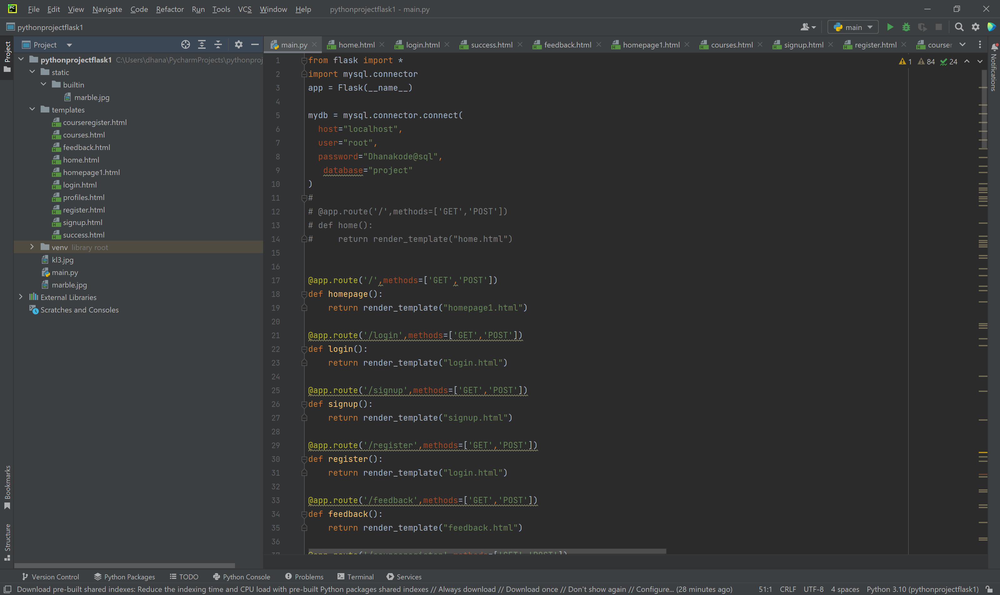 PC File Edit View Navigate Code Refactor Run Tools VCS Window Help pythonprojectflask1 - main.py
pythonprojectflask1
main
Project
Project
main.py home.html login.html success.html feedback.html homepage1.html courses.html signup.html register.html courser
Notifications
Bookmarks
Structure
pythonprojectflask1 C:\Users\dhana\PycharmProjects\pythonproj
static
builtin
marble.jpg
templates
courseregister.html
courses.html
feedback.html
home.html
homepage1.html
login.html
profiles.html
register.html
signup.html
success.html
venv library root
kl3.jpg
main.py
marble.jpg
External Libraries
Scratches and Consoles
1 84 24
1 from flask import *
2 import mysql.connector
3 app = Flask(__name__)
4
5 mydb = mysql.connector.connect(
6 host="localhost",
7 user="root",
8 password="Dhanakode@sql",
9 database="project"
10 )
11 #
12 # @app.route('/',methods=['GET','POST'])
13 # def home():
14 #     return render_template("home.html")
15
16
17 @app.route('/',methods=['GET','POST'])
18 def homepage():
19     return render_template("homepage1.html")
20
21 @app.route('/login',methods=['GET','POST'])
22 def login():
23     return render_template("login.html")
24
25 @app.route('/signup',methods=['GET','POST'])
26 def signup():
27     return render_template("signup.html")
28
29 @app.route('/register',methods=['GET','POST'])
30 def register():
31     return render_template("login.html")
32
33 @app.route('/feedback',methods=['GET','POST'])
34 def feedback():
35     return render_template("feedback.html")
36
37 @app.route('/courseregister',methods=['GET','POST'])
Version Control Python Packages TODO Python Console Problems Terminal Services
Download pre-built shared indexes: Reduce the indexing time and CPU load with pre-built Python packages shared indexes // Always download // Download once // Don't show again // Configure... (28 minutes ago) 51:1 CRLF UTF-8 4 spaces Python 3.10 (pythonprojectflask1)